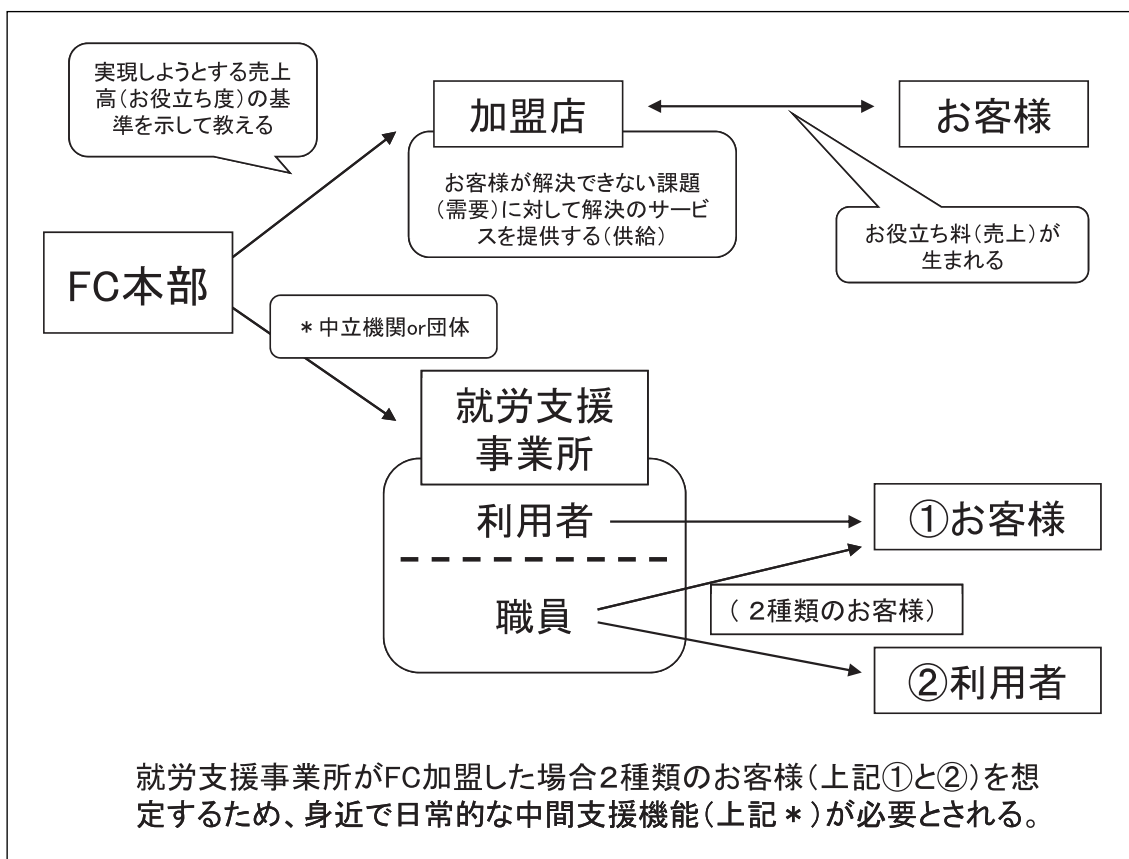 実現しようとする売上
高(お役立ち度)の基
準を示して教える
加盟店
お客様
お客様が解決できない課題
(需要)に対して解決のサービ
スを提供する(供給)
お役立ち料(売上)が
生まれる
FC本部
＊中立機関or団体
就労支援
事業所
利用者
①お客様
職員
(２種類のお客様)
②利用者
就労支援事業所がFC加盟した場合２種類のお客様(上記①と②)を想
定するため、身近で日常的な中間支援機能(上記＊)が必要とされる。